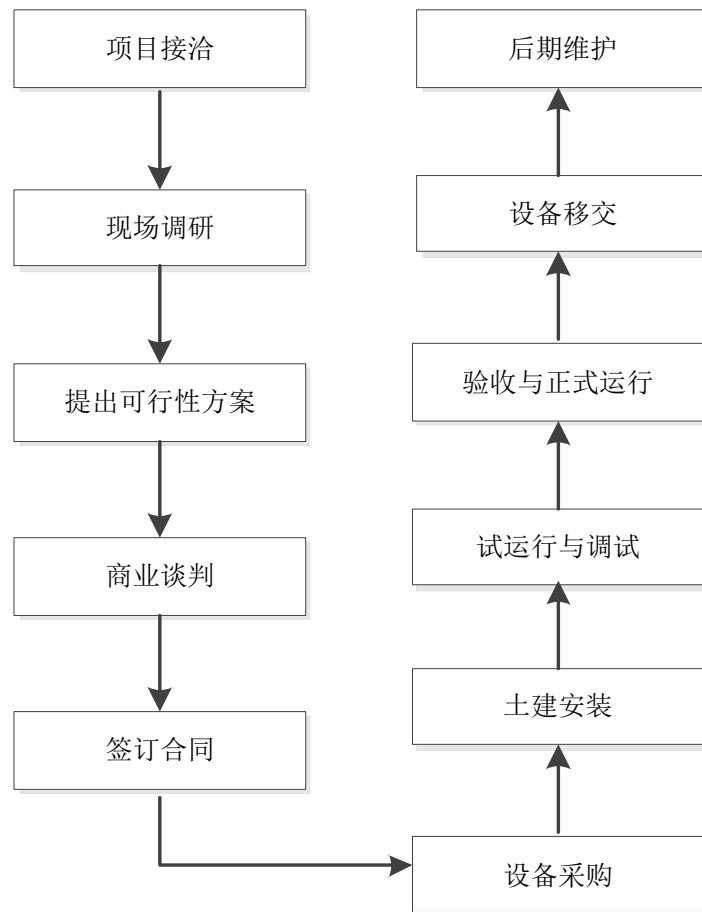 项目接洽
现场调研
提出可行性方案
商业谈判
签订合同
设备采购
土建安装
试运行与调试
验收与正式运行
设备移交
后期维护